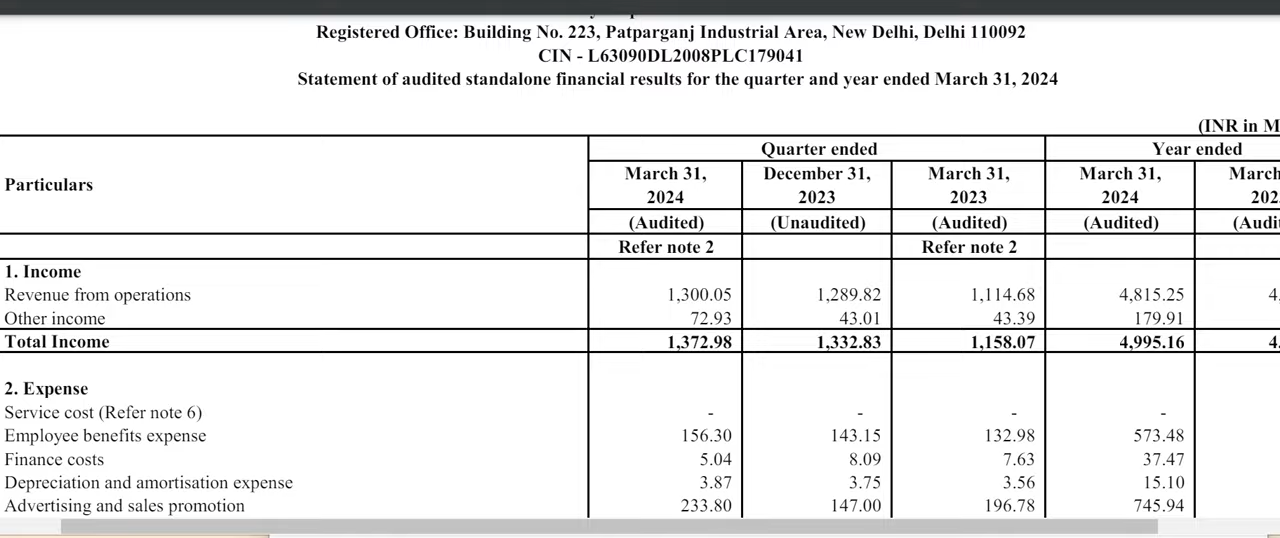 Registered Office: Building No. 223, Patparganj Industrial Area, New Delhi, Delhi 110092
CIN - L63090DL2008PLC179041
Statement of audited standalone financial results for the quarter and year ended March 31, 2024
(INR in M
Particulars Quarter ended Year ended
March 31, 2024 December 31, 2023 March 31, 2023 March 31, 2024 March
(Audited) (Unaudited) (Audited) (Audited)
Refer note 2 Refer note 2
1. Income
Revenue from operations 1,300.05 1,289.82 1,114.68 4,815.25 4
Other income 72.93 43.01 43.39 179.91
Total Income 1,372.98 1,332.83 1,158.07 4,995.16 4
2. Expense
Service cost (Refer note 6) - - - -
Employee benefits expense 156.30 143.15 132.98 573.48
Finance costs 5.04 8.09 7.63 37.47
Depreciation and amortisation expense 3.87 3.75 3.56 15.10
Advertising and sales promotion 233.80 147.00 196.78 745.94